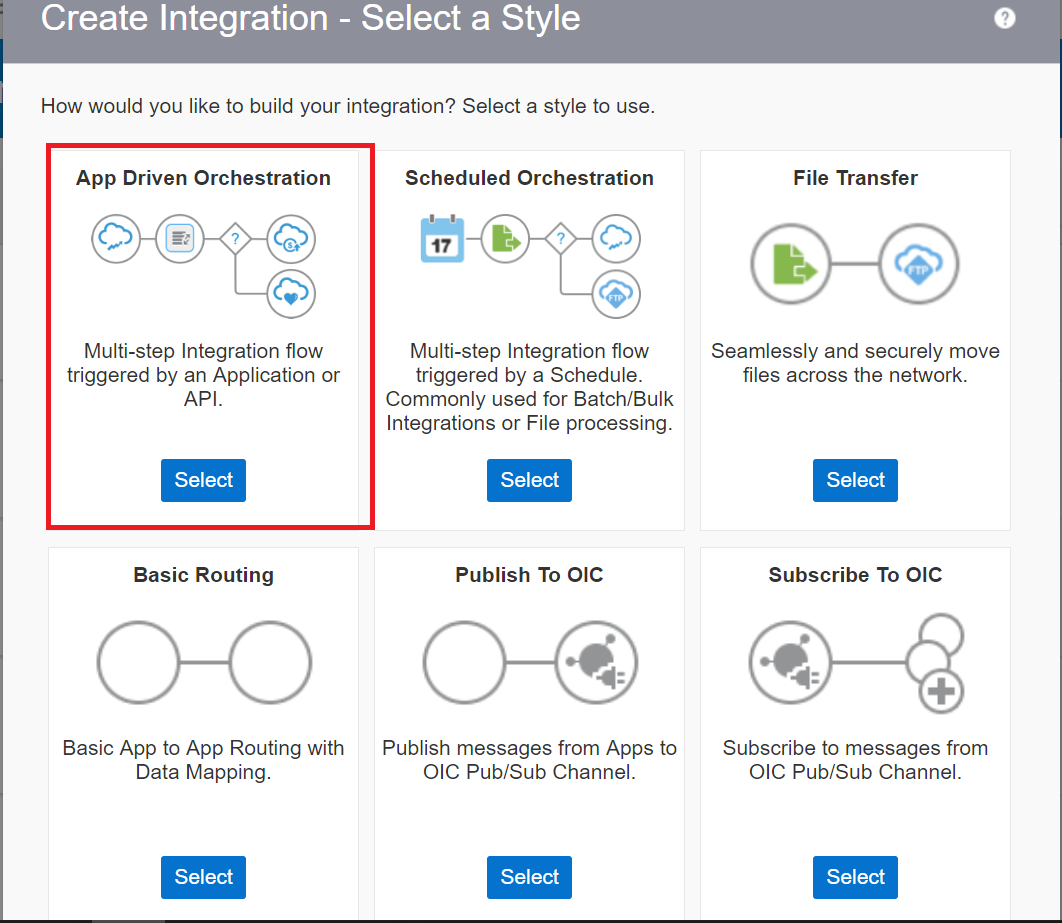 Create Integration - Select a Style
?
How would you like to build your integration? Select a style to use.
App Driven Orchestration
?
$
Multi-step Integration flow
triggered by an Application or
API.
Select
Scheduled Orchestration
17
?
FTP
Multi-step Integration flow
triggered by a Schedule.
Commonly used for Batch/Bulk
Integrations or File processing.
Select
File Transfer
FTP
Seamlessly and securely move
files across the network.
Select
Basic Routing
Basic App to App Routing with
Data Mapping.
Select
Publish To OIC
Publish messages from Apps to
OIC Pub/Sub Channel.
Select
Subscribe To OIC
Subscribe to messages from
OIC Pub/Sub Channel.
Select